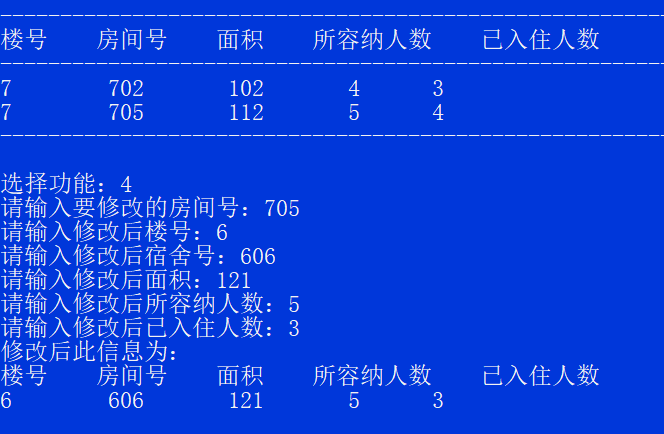 --------------------------------------------------------
楼号    房间号    面积    所容纳人数    已入住人数
--------------------------------------------------------
7        702       102       4      3
7        705       112       5      4
--------------------------------------------------------
选择功能：4
请输入要修改的房间号：705
请输入修改后楼号：6
请输入修改后宿舍号：606
请输入修改后面积：121
请输入修改后所容纳人数：5
请输入修改后已入住人数：3
修改后此信息为：
楼号    房间号    面积    所容纳人数    已入住人数
6        606       121       5      3